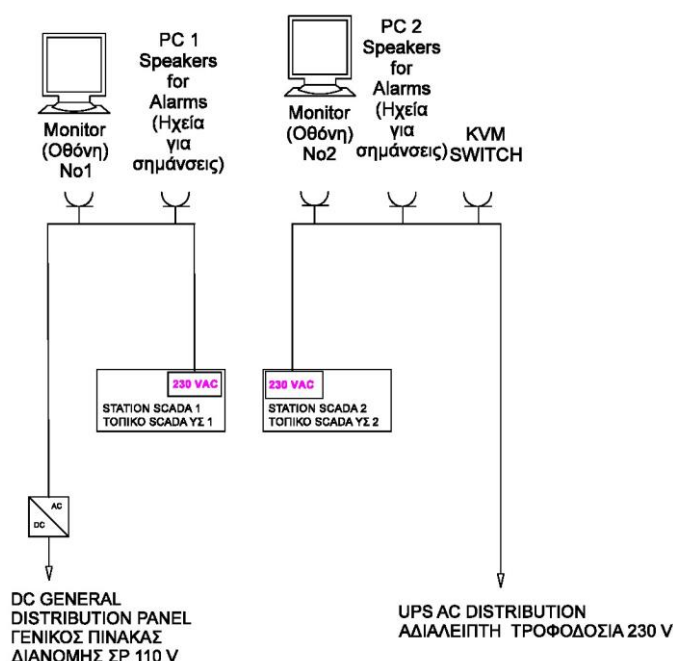 PC 1
Speakers
for
Alarms
(Ηχεία
για
σημάνσεις)
Monitor
(Οθόνη)
No1
PC 2
Speakers
for
Alarms
(Ηχεία
για
σημάνσεις)
Monitor
(Οθόνη)
No2
KVM
SWITCH
230 VAC
STATION SCADA 1
ΤΟΠΙΚΟ SCADA ΥΣ 1
230 VAC
STATION SCADA 2
ΤΟΠΙΚΟ SCADA ΥΣ 2
AC
DC
DC GENERAL
DISTRIBUTION PANEL
ΓΕΝΙΚΟΣ ΠΙΝΑΚΑΣ
ΔΙΑΝΟΜΗΣ ΣΡ 110 V
UPS AC DISTRIBUTION
ΑΔΙΑΛΕΙΠΤΗ ΤΡΟΦΟΔΟΣΙΑ 230 V